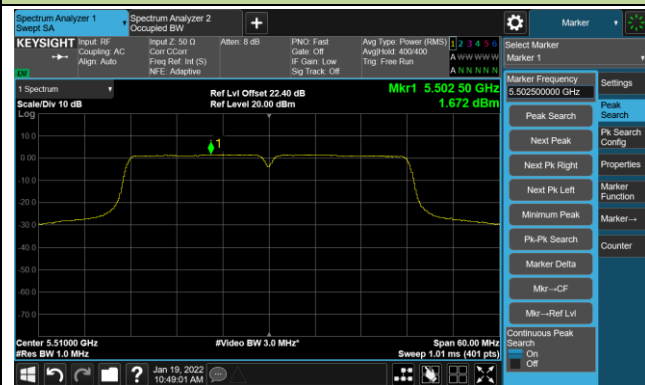 Spectrum Analyzer 1
Swept SA
Spectrum Analyzer 2
Occupied BW
Marker
KEYSIGHT
Input: RF
Coupling: AC
Align: Auto
Input Z: 50 Ω
Corr CCorr
Freq Ref: Int (S)
NFE: Adaptive
Atten: 8 dB
PNO: Fast
Gate: Off
IF Gain: Low
Sig Track: Off
Avg Type: Power (RMS)
Avg|Hold: 400/400
Trig: Free Run
1 2 3 4 5 6
A W W W W W
A N N N N N
LXI
Select Marker
Marker 1
1 Spectrum
Scale/Div 10 dB
Log
Ref Lvl Offset 22.40 dB
Ref Level 20.00 dBm
Mkr1 5.502 50 GHz
1.672 dBm
10.0
0.00
-10.0
-20.0
-30.0
-40.0
-50.0
-60.0
-70.0
1
Center 5.51000 GHz
#Res BW 1.0 MHz
#Video BW 3.0 MHz*
Span 60.00 MHz
Sweep 1.01 ms (401 pts)
Marker Frequency
5.502500000 GHz
Peak Search
Next Peak
Next Pk Right
Next Pk Left
Minimum Peak
Pk-Pk Search
Marker Delta
Mkr→CF
Mkr→Ref Lvl
Continuous Peak
Search
On
Off
Settings
Peak
Search
Pk Search
Config
Properties
Marker
Function
Marker→
Counter
Jan 19, 2022
10:49:01 AM